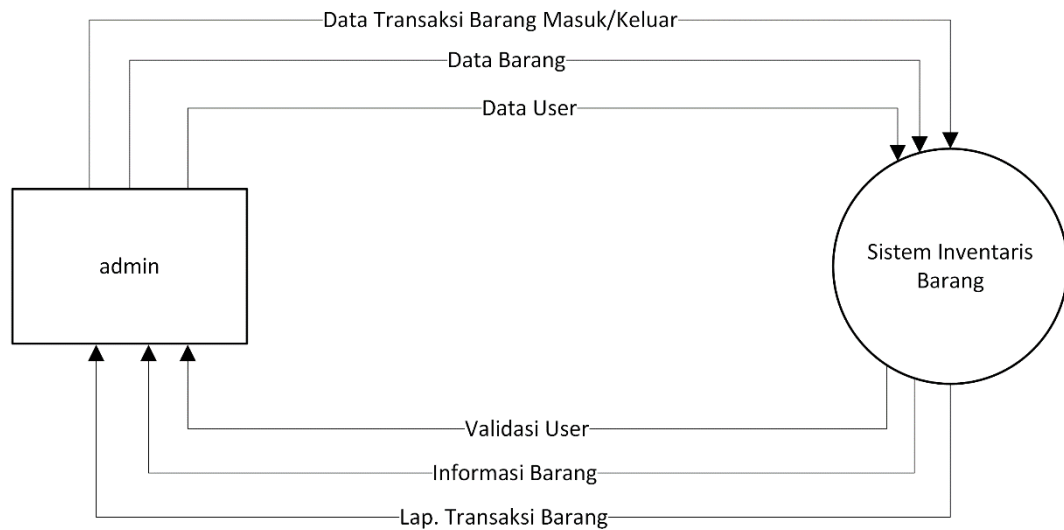 Data Transaksi Barang Masuk/Keluar
Data Barang
Data User
admin
Sistem Inventaris
Barang
Validasi User
Informasi Barang
Lap. Transaksi Barang